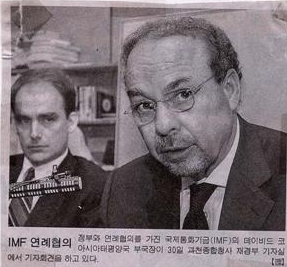 IMF 연례협의 정부와 연례협의를 가진 국제통화기금(IMF)의 데이비드 코
아시아태평양국 부국장이 30일 과천종합청사 재경부 기자실
에서 기자회견을 하고 있다.